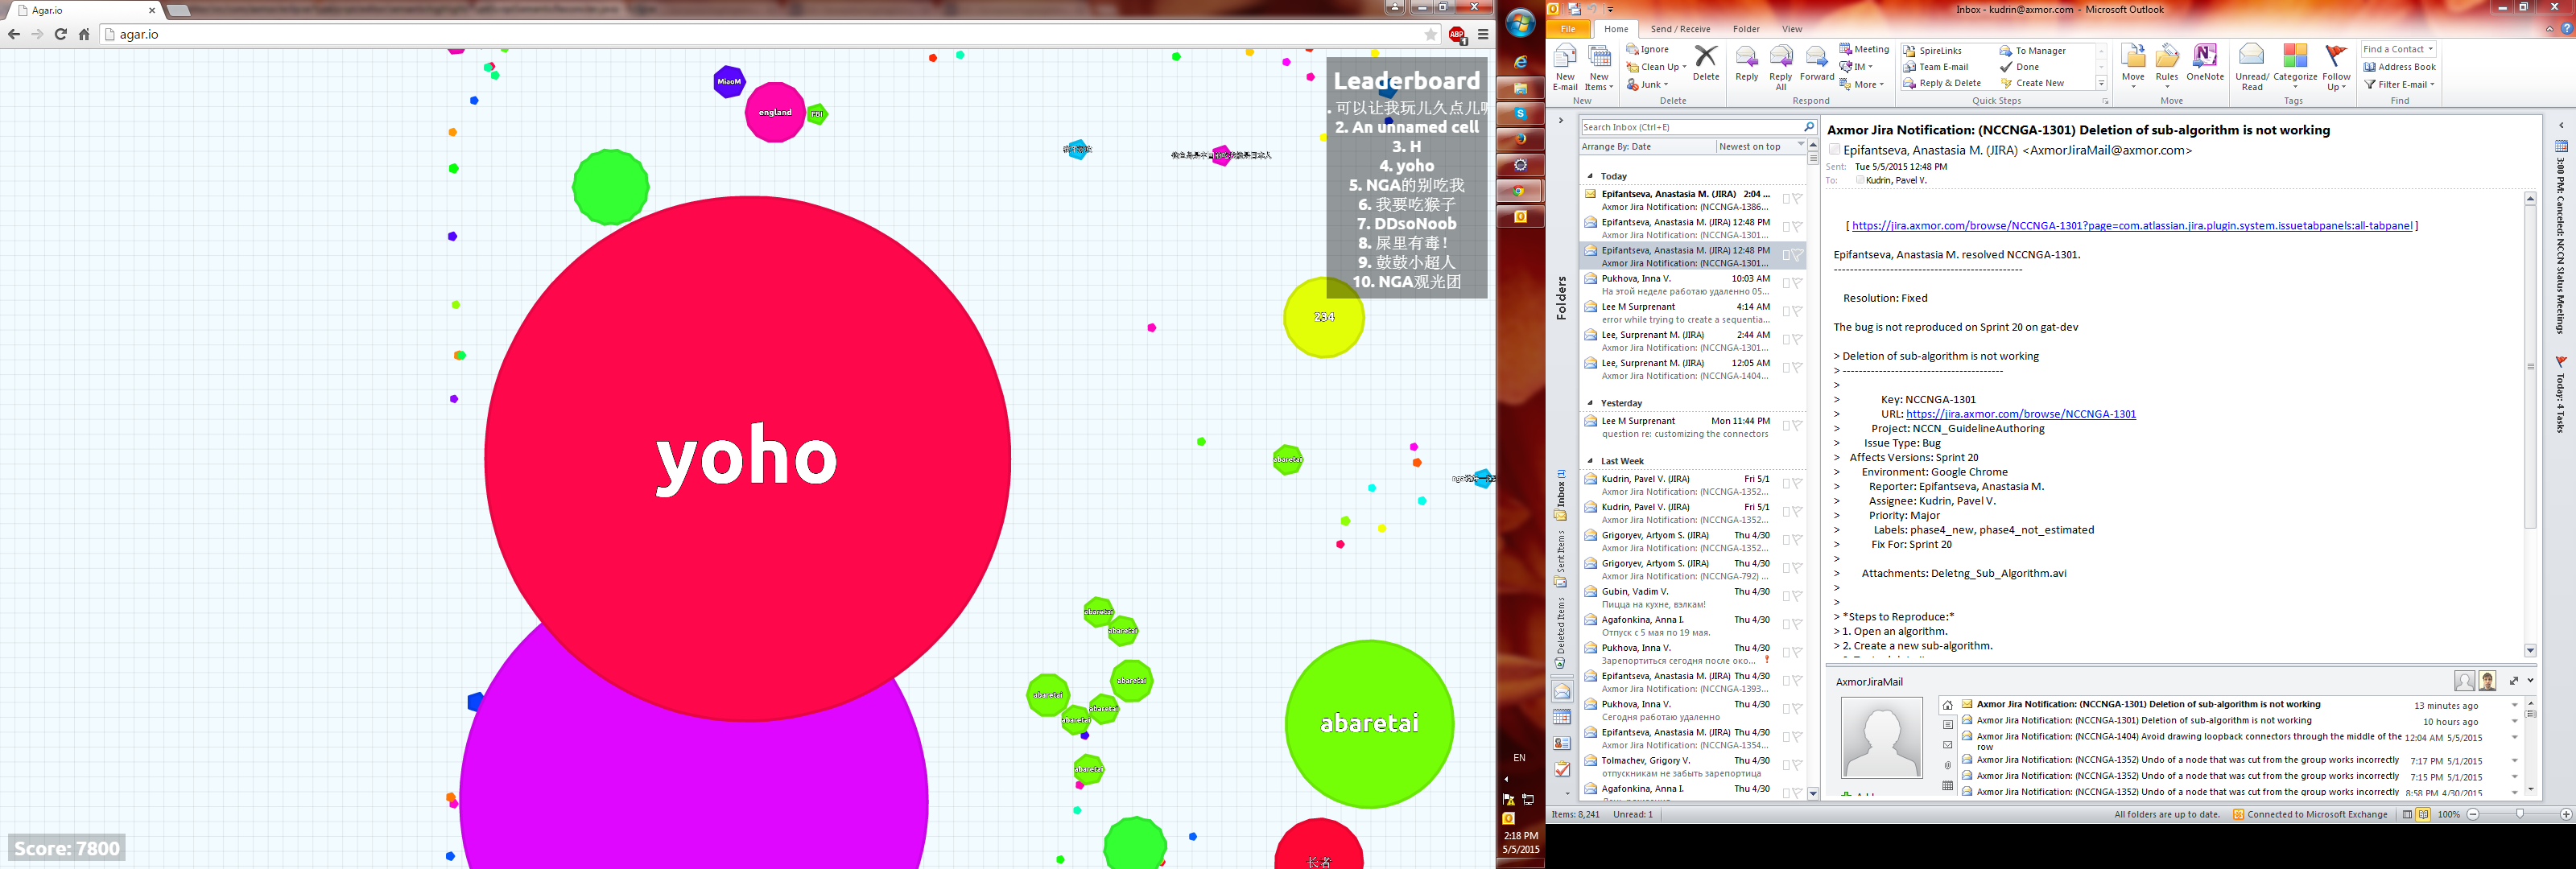 Agar.io
agar.io
Leaderboard
. 可以让我玩儿久点儿
2. An unnamed cell
3. H
4. yoho
5. NGA的别吃我
6. 我要吃猴子
7. DDsoNoob
8. 屎里有毒！
9. 鼓鼓小超人
10. NGA观光团
MiaoM
england
FBI
yoho
234
abaretai
abaretai
abaretai
abaretai
abaretai
abaretai
abaretai
abaretai
abaretai
长者
Score: 7800
EN
2:18 PM
5/5/2015
Inbox - kudrin@axmor.com - Microsoft Outlook
File Home Send / Receive Folder View
New E-mail
New Items
New
Ignore
Clean Up
Junk
Delete
Delete
Reply
Reply All
Forward
Meeting
IM
More
Respond
SpireLinks
Team E-mail
Reply & Delete
To Manager
Done
Create New
Quick Steps
Move
Rules
OneNote
Move
Unread/ Read
Categorize
Follow Up
Tags
Find a Contact
Address Book
Filter E-mail
Find
Folders
Inbox (1)
Sent Items
Deleted Items
Search Inbox (Ctrl+E)
Arrange By: Date Newest on top
Today
Epifantseva, Anastasia M. (JIRA) 2:04 ...
Axmor Jira Notification: (NCCNGA-1386...
Epifantseva, Anastasia M. (JIRA) 12:48 PM
Axmor Jira Notification: (NCCNGA-1301...
Epifantseva, Anastasia M. (JIRA) 12:48 PM
Axmor Jira Notification: (NCCNGA-1301...
Pukhova, Inna V. 10:03 AM
На этой неделе работаю удаленно 05...
Lee M Surprenant 4:14 AM
error while trying to create a sequentia...
Lee, Surprenant M. (JIRA) 2:44 AM
Axmor Jira Notification: (NCCNGA-1301...
Lee, Surprenant M. (JIRA) 12:05 AM
Axmor Jira Notification: (NCCNGA-1404...
Yesterday
Lee M Surprenant Mon 11:44 PM
question re: customizing the connectors
Last Week
Kudrin, Pavel V. (JIRA) Fri 5/1
Axmor Jira Notification: (NCCNGA-1352...
Kudrin, Pavel V. (JIRA) Fri 5/1
Axmor Jira Notification: (NCCNGA-1352...
Grigoryev, Artyom S. (JIRA) Thu 4/30
Axmor Jira Notification: (NCCNGA-1352...
Grigoryev, Artyom S. (JIRA) Thu 4/30
Axmor Jira Notification: (NCCNGA-792) ...
Gubin, Vadim V. Thu 4/30
Пицца на кухне, вэлкам!
Agafonkina, Anna I. Thu 4/30
Отпуск с 5 мая по 19 мая.
Pukhova, Inna V. Thu 4/30
Зарепортиться сегодня после око...
Epifantseva, Anastasia M. (JIRA) Thu 4/30
Axmor Jira Notification: (NCCNGA-1393...
Pukhova, Inna V. Thu 4/30
Сегодня работаю удаленно
Epifantseva, Anastasia M. (JIRA) Thu 4/30
Axmor Jira Notification: (NCCNGA-1354...
Tolmachev, Grigory V. Thu 4/30
отпускникам не забыть зарепортица
Agafonkina, Anna I. Thu 4/30
Axmor Jira Notification: (NCCNGA-1301) Deletion of sub-algorithm is not working
Epifantseva, Anastasia M. (JIRA) <AxmorJiraMail@axmor.com>
Sent: Tue 5/5/2015 12:48 PM
To: Kudrin, Pavel V.
[ https://jira.axmor.com/browse/NCCNGA-1301?page=com.atlassian.jira.plugin.system.issuetabpanels:all-tabpanel ]
Epifantseva, Anastasia M. resolved NCCNGA-1301.
-----------------------------------------------
Resolution: Fixed
The bug is not reproduced on Sprint 20 on gat-dev
> Deletion of sub-algorithm is not working
> ----------------------------------------
>
> Key: NCCNGA-1301
> URL: https://jira.axmor.com/browse/NCCNGA-1301
> Project: NCCN_GuidelineAuthoring
> Issue Type: Bug
> Affects Versions: Sprint 20
> Environment: Google Chrome
> Reporter: Epifantseva, Anastasia M.
> Assignee: Kudrin, Pavel V.
> Priority: Major
> Labels: phase4_new, phase4_not_estimated
> Fix For: Sprint 20
>
> Attachments: Deletng_Sub_Algorithm.avi
>
>
> *Steps to Reproduce:*
> 1. Open an algorithm.
> 2. Create a new sub-algorithm.
AxmorJiraMail
Axmor Jira Notification: (NCCNGA-1301) Deletion of sub-algorithm is not working 13 minutes ago
Axmor Jira Notification: (NCCNGA-1301) Deletion of sub-algorithm is not working 10 hours ago
Axmor Jira Notification: (NCCNGA-1404) Avoid drawing loopback connectors through the middle of the row 12:04 AM 5/5/2015
Axmor Jira Notification: (NCCNGA-1352) Undo of a node that was cut from the group works incorrectly 7:17 PM 5/1/2015
Axmor Jira Notification: (NCCNGA-1352) Undo of a node that was cut from the group works incorrectly 7:15 PM 5/1/2015
Axmor Jira Notification: (NCCNGA-1352) Undo of a node that was cut from the group works incorrectly 8:58 PM 4/30/2015
3:00 PM: Canceled: NCCN Status Meetings
Today: 4 Tasks
Items: 8,241 Unread: 1
All folders are up to date. Connected to Microsoft Exchange 100%